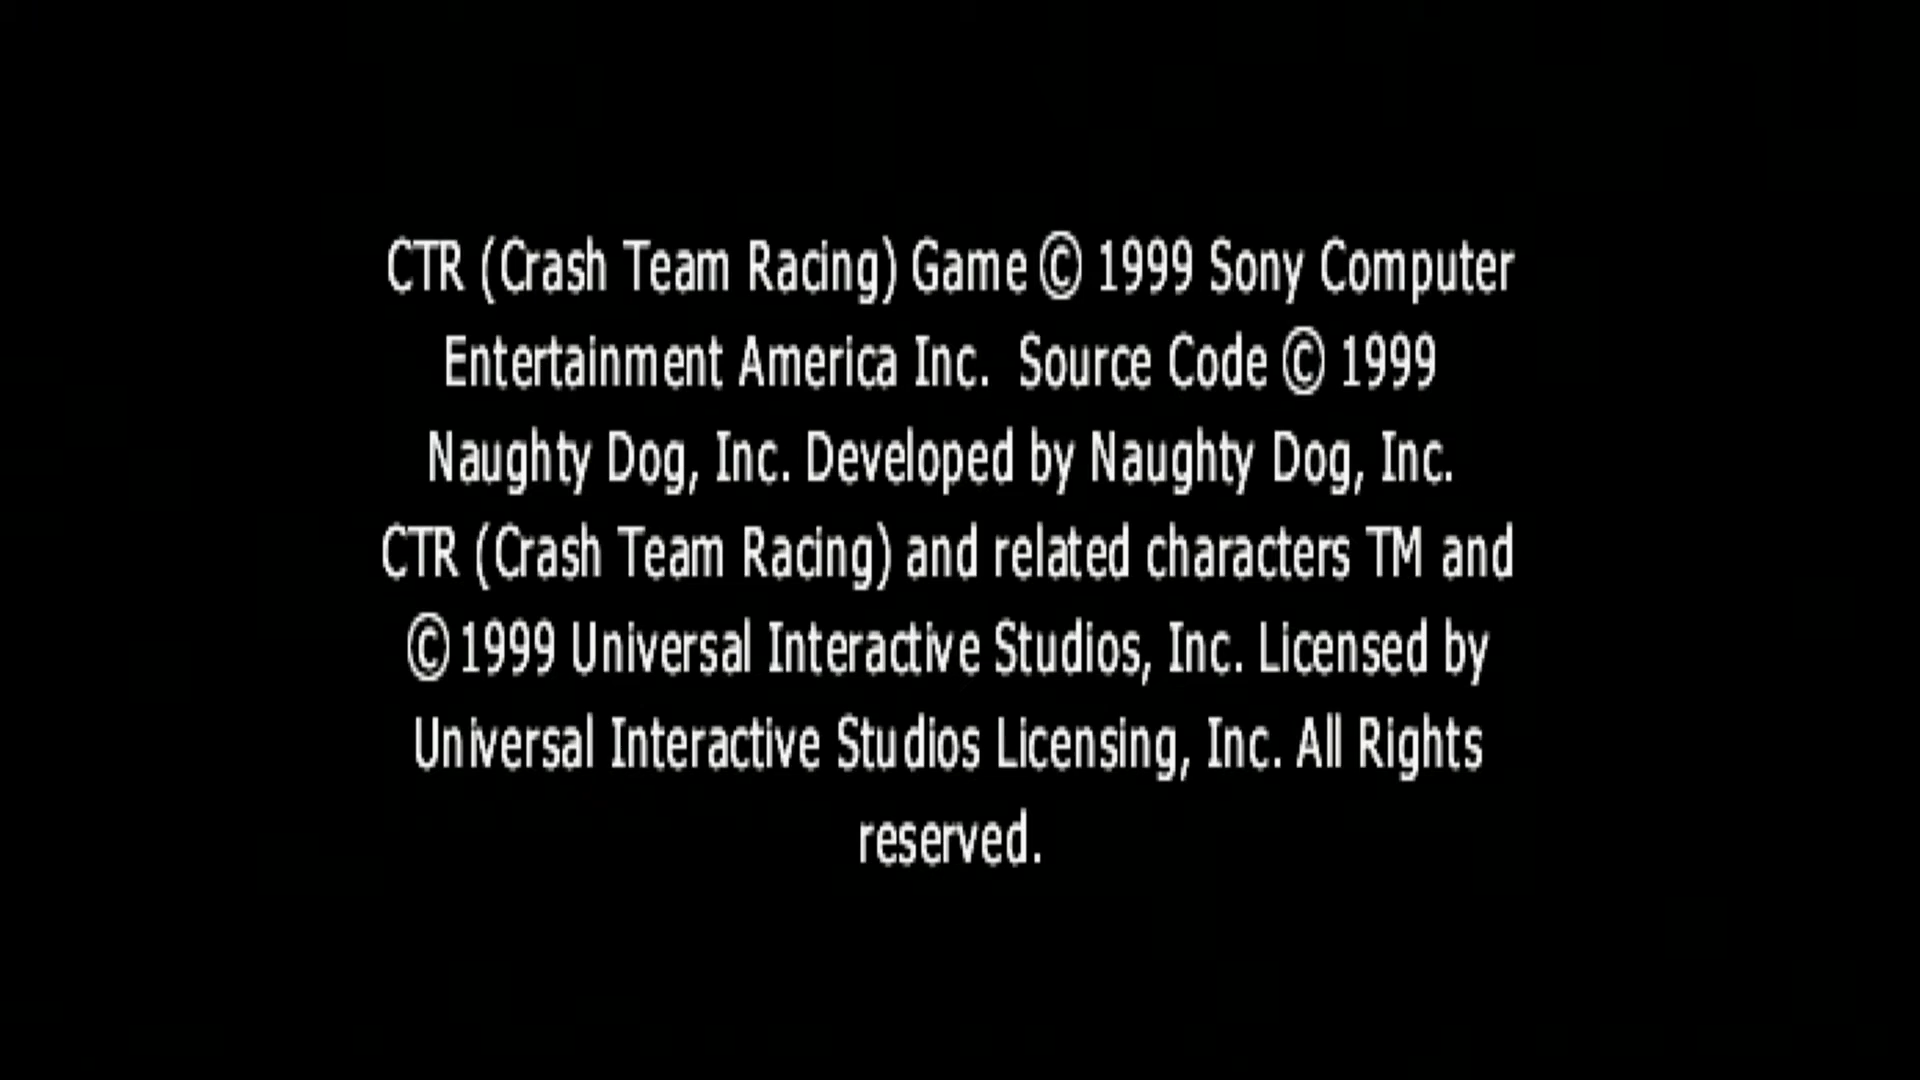 CTR (Crash Team Racing) Game © 1999 Sony Computer
Entertainment America Inc.  Source Code © 1999
Naughty Dog, Inc. Developed by Naughty Dog, Inc.
CTR (Crash Team Racing) and related characters TM and
© 1999 Universal Interactive Studios, Inc. Licensed by
Universal Interactive Studios Licensing, Inc. All Rights
reserved.